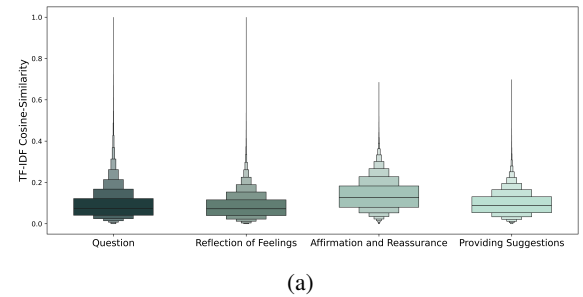 TF-IDF Cosine-Similarity
1.0
0.8
0.6
0.4
0.2
0.0
Question Reflection of Feelings Affirmation and Reassurance Providing Suggestions
(a)